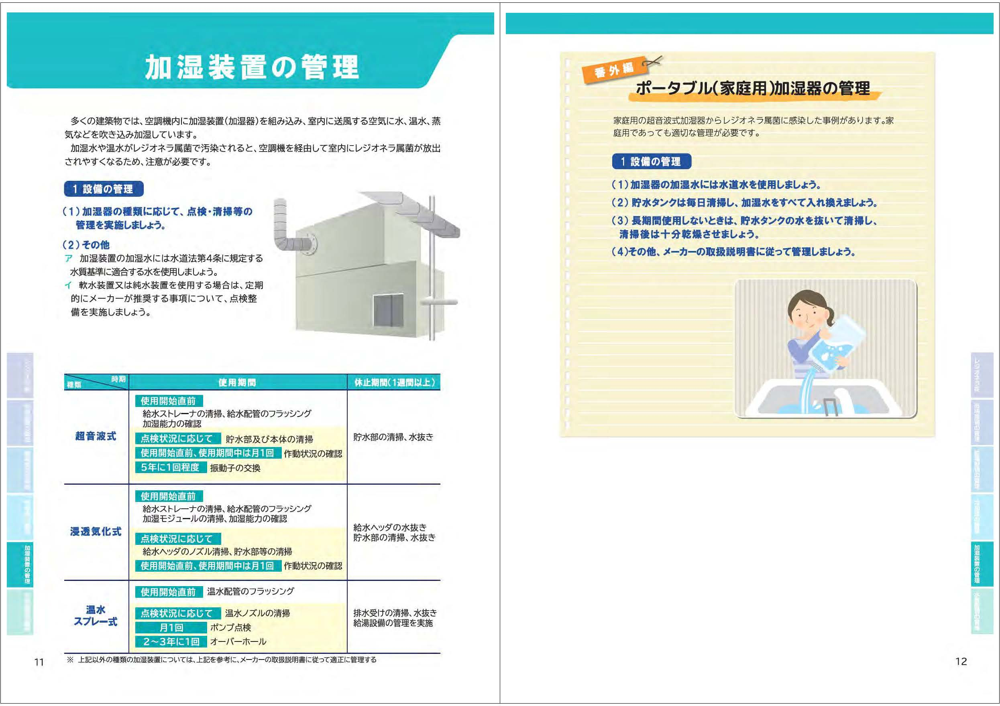 加湿装置の管理
多くの建築物では、空調機内に加湿装置(加湿器)を組み込み、室内に送風する空気に水、温水、蒸
気などを吹き込み加湿しています。
加湿水や温水がレジオネラ属菌で汚染されると、空調機を経由して室内にレジオネラ属菌が放出
されやすくなるため、注意が必要です。
1 設備の管理
(1)加湿器の種類に応じて、点検・清掃等の
管理を実施しましょう。
(2)その他
ア 加湿装置の加湿水には水道法第4条に規定する
水質基準に適合する水を使用しましょう。
イ 軟水装置又は純水装置を使用する場合は、定期
的にメーカーが推奨する事項について、点検整
備を実施しましょう。
時期
種類
使用期間
休止期間(1週間以上)
超音波式
使用開始直前
給水ストレーナの清掃、給水配管のフラッシング
加湿能力の確認
点検状況に応じて 貯水部及び本体の清掃
使用開始直前、使用期間中は月1回 作動状況の確認
5年に1回程度 振動子の交換
貯水部の清掃、水抜き
浸透気化式
使用開始直前
給水ストレーナの清掃、給水配管のフラッシング
加湿モジュールの清掃、加湿能力の確認
点検状況に応じて
給水ヘッダのノズル清掃、貯水部等の清掃
使用開始直前、使用期間中は月1回 作動状況の確認
給水ヘッダの水抜き
貯水部の清掃、水抜き
温水
スプレー式
使用開始直前 温水配管のフラッシング
点検状況に応じて 温水ノズルの清掃
月1回 ポンプ点検
2〜3年に1回 オーバーホール
排水受けの清掃、水抜き
給湯設備の管理を実施
※ 上記以外の種類の加湿装置については、上記を参考に、メーカーの取扱説明書に従って適正に管理する
加湿装置の管理
11
番外編
ポータブル(家庭用)加湿器の管理
家庭用の超音波式加湿器からレジオネラ属菌に感染した事例があります。家
庭用であっても適切な管理が必要です。
1 設備の管理
(1)加湿器の加湿水には水道水を使用しましょう。
(2)貯水タンクは毎日清掃し、加湿水をすべて入れ換えましょう。
(3)長期間使用しないときは、貯水タンクの水を抜いて清掃し、
清掃後は十分乾燥させましょう。
(4)その他、メーカーの取扱説明書に従って管理しましょう。
加湿装置の管理
12